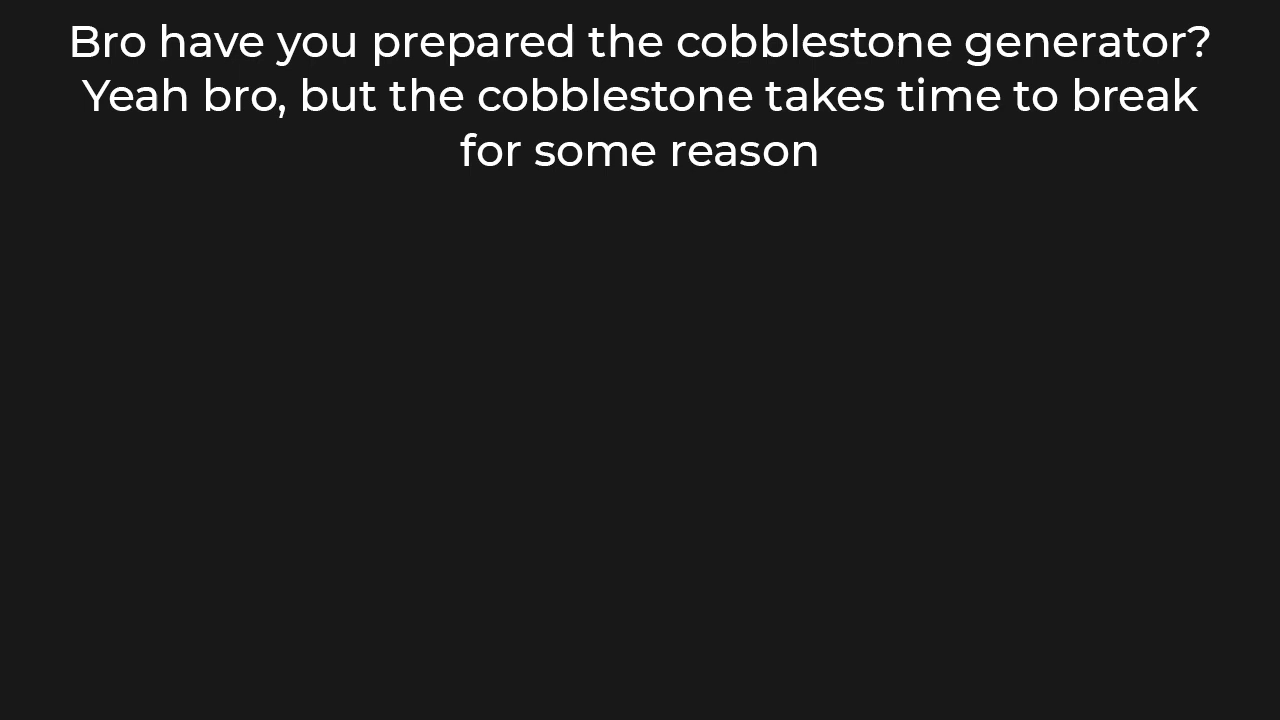 Bro have you prepared the cobblestone generator?
Yeah bro, but the cobblestone takes time to break
for some reason